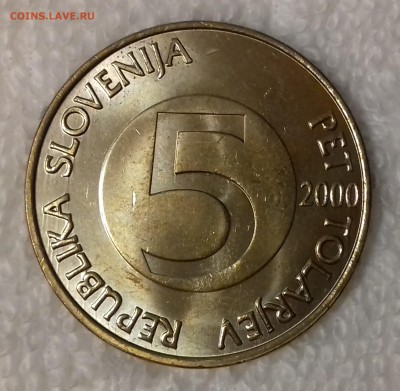 COINS.LAVE.RU
REPUBLIKA SLOVENIJA
5
2000
PET TOLARJEV